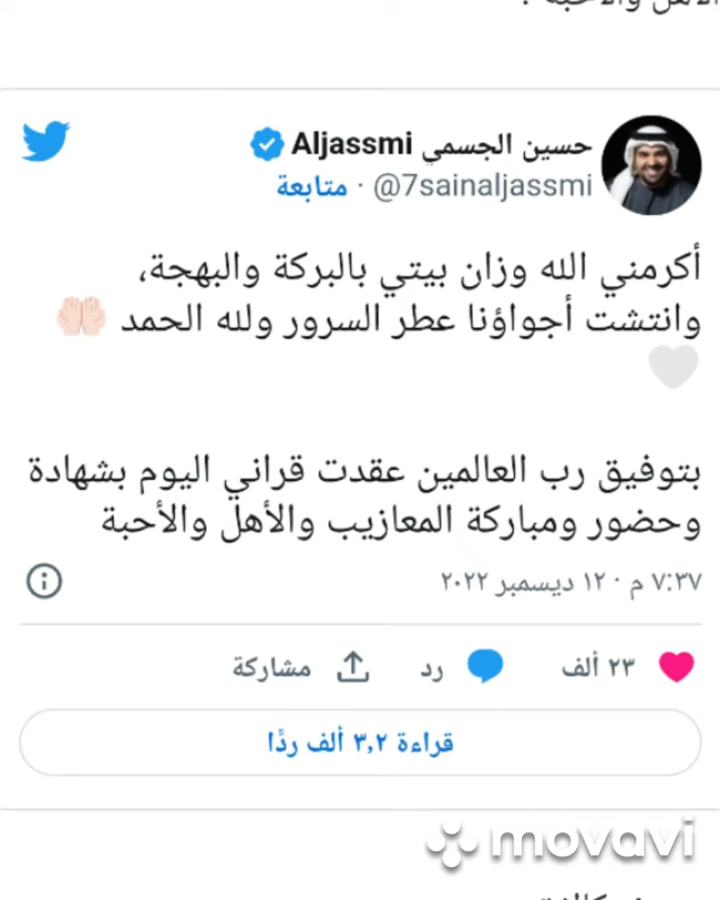 الأهل والأحبة .
حسين الجسمي Aljassmi
@7sainaljassmi · متابعة
أكرمني الله وزان بيتي بالبركة والبهجة،
وانتشت أجواؤنا عطر السرور ولله الحمد 🤲🏻
🤍
بتوفيق رب العالمين عقدت قراني اليوم بشهادة
وحضور ومباركة المعازيب والأهل والأحبة
٧:٣٧ م · ١٢ ديسمبر ٢٠٢٢
٢٣ ألف رد مشاركة
قراءة ٣,٢ ألف ردًا
movavi